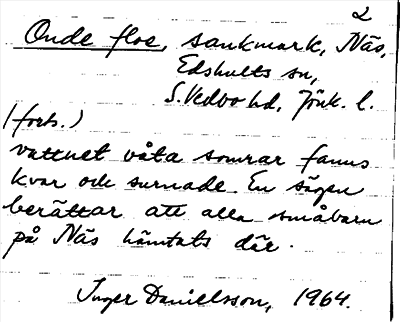 2
Onde floe, sankmark, Näs,
Edshults sn,
S. Vedbo hd, Jönk. l.
(forts.)
vattnet våta somrar fanns
kvar och surnade. En sägen
berättar att alla småbarn
på Näs hämtats där.
Inger Danielsson, 1964.